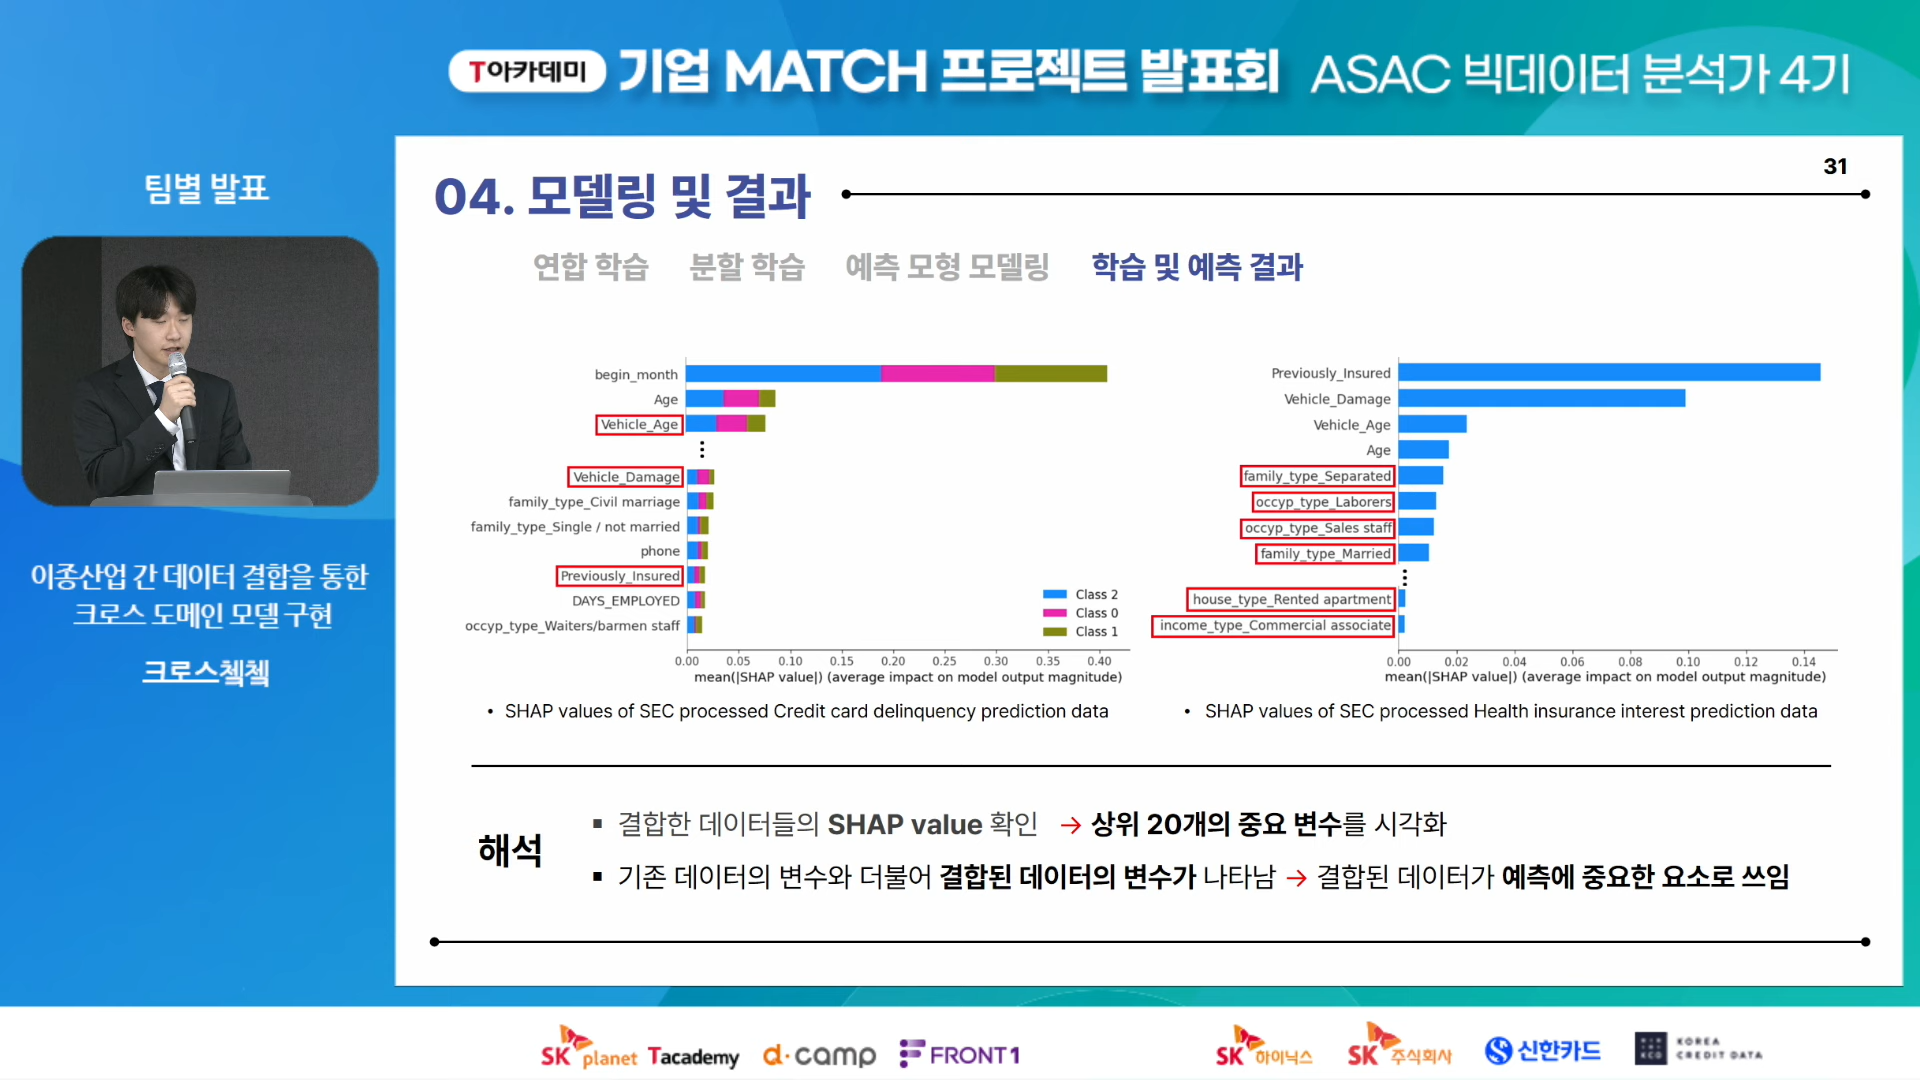 T아카데미 기업 MATCH 프로젝트 발표회 ASAC 빅데이터 분석가 4기
팀별 발표
이종산업 간 데이터 결합을 통한
크로스 도메인 모델 구현
크로스첵첵
31
04. 모델링 및 결과
연합 학습 분할 학습 예측 모형 모델링 학습 및 예측 결과
begin_month
Age
Vehicle_Age
Vehicle_Damage
family_type_Civil marriage
family_type_Single / not married
phone
Previously_Insured
DAYS_EMPLOYED
occyp_type_Waiters/barmen staff
Class 2
Class 0
Class 1
0.00 0.05 0.10 0.15 0.20 0.25 0.30 0.35 0.40
mean(|SHAP value|) (average impact on model output magnitude)
• SHAP values of SEC processed Credit card delinquency prediction data
Previously_Insured
Vehicle_Damage
Vehicle_Age
Age
family_type_Separated
occyp_type_Laborers
occyp_type_Sales staff
family_type_Married
house_type_Rented apartment
income_type_Commercial associate
0.00 0.02 0.04 0.06 0.08 0.10 0.12 0.14
mean(|SHAP value|) (average impact on model output magnitude)
• SHAP values of SEC processed Health insurance interest prediction data
해석
▪ 결합한 데이터들의 SHAP value 확인 → 상위 20개의 중요 변수를 시각화
▪ 기존 데이터의 변수와 더불어 결합된 데이터의 변수가 나타남 → 결합된 데이터가 예측에 중요한 요소로 쓰임
SK planet Tacademy d·camp FRONT1 SK 하이닉스 SK 주식회사 신한카드 KOREA CREDIT DATA